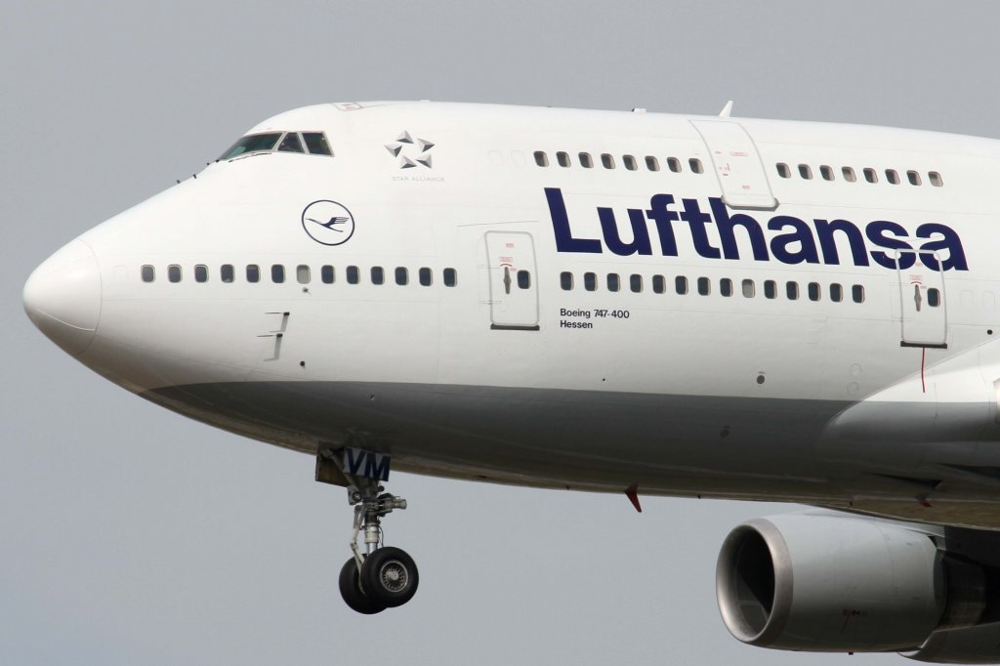 STAR ALLIANCE
Lufthansa
Boeing 747-400
Hessen
VM